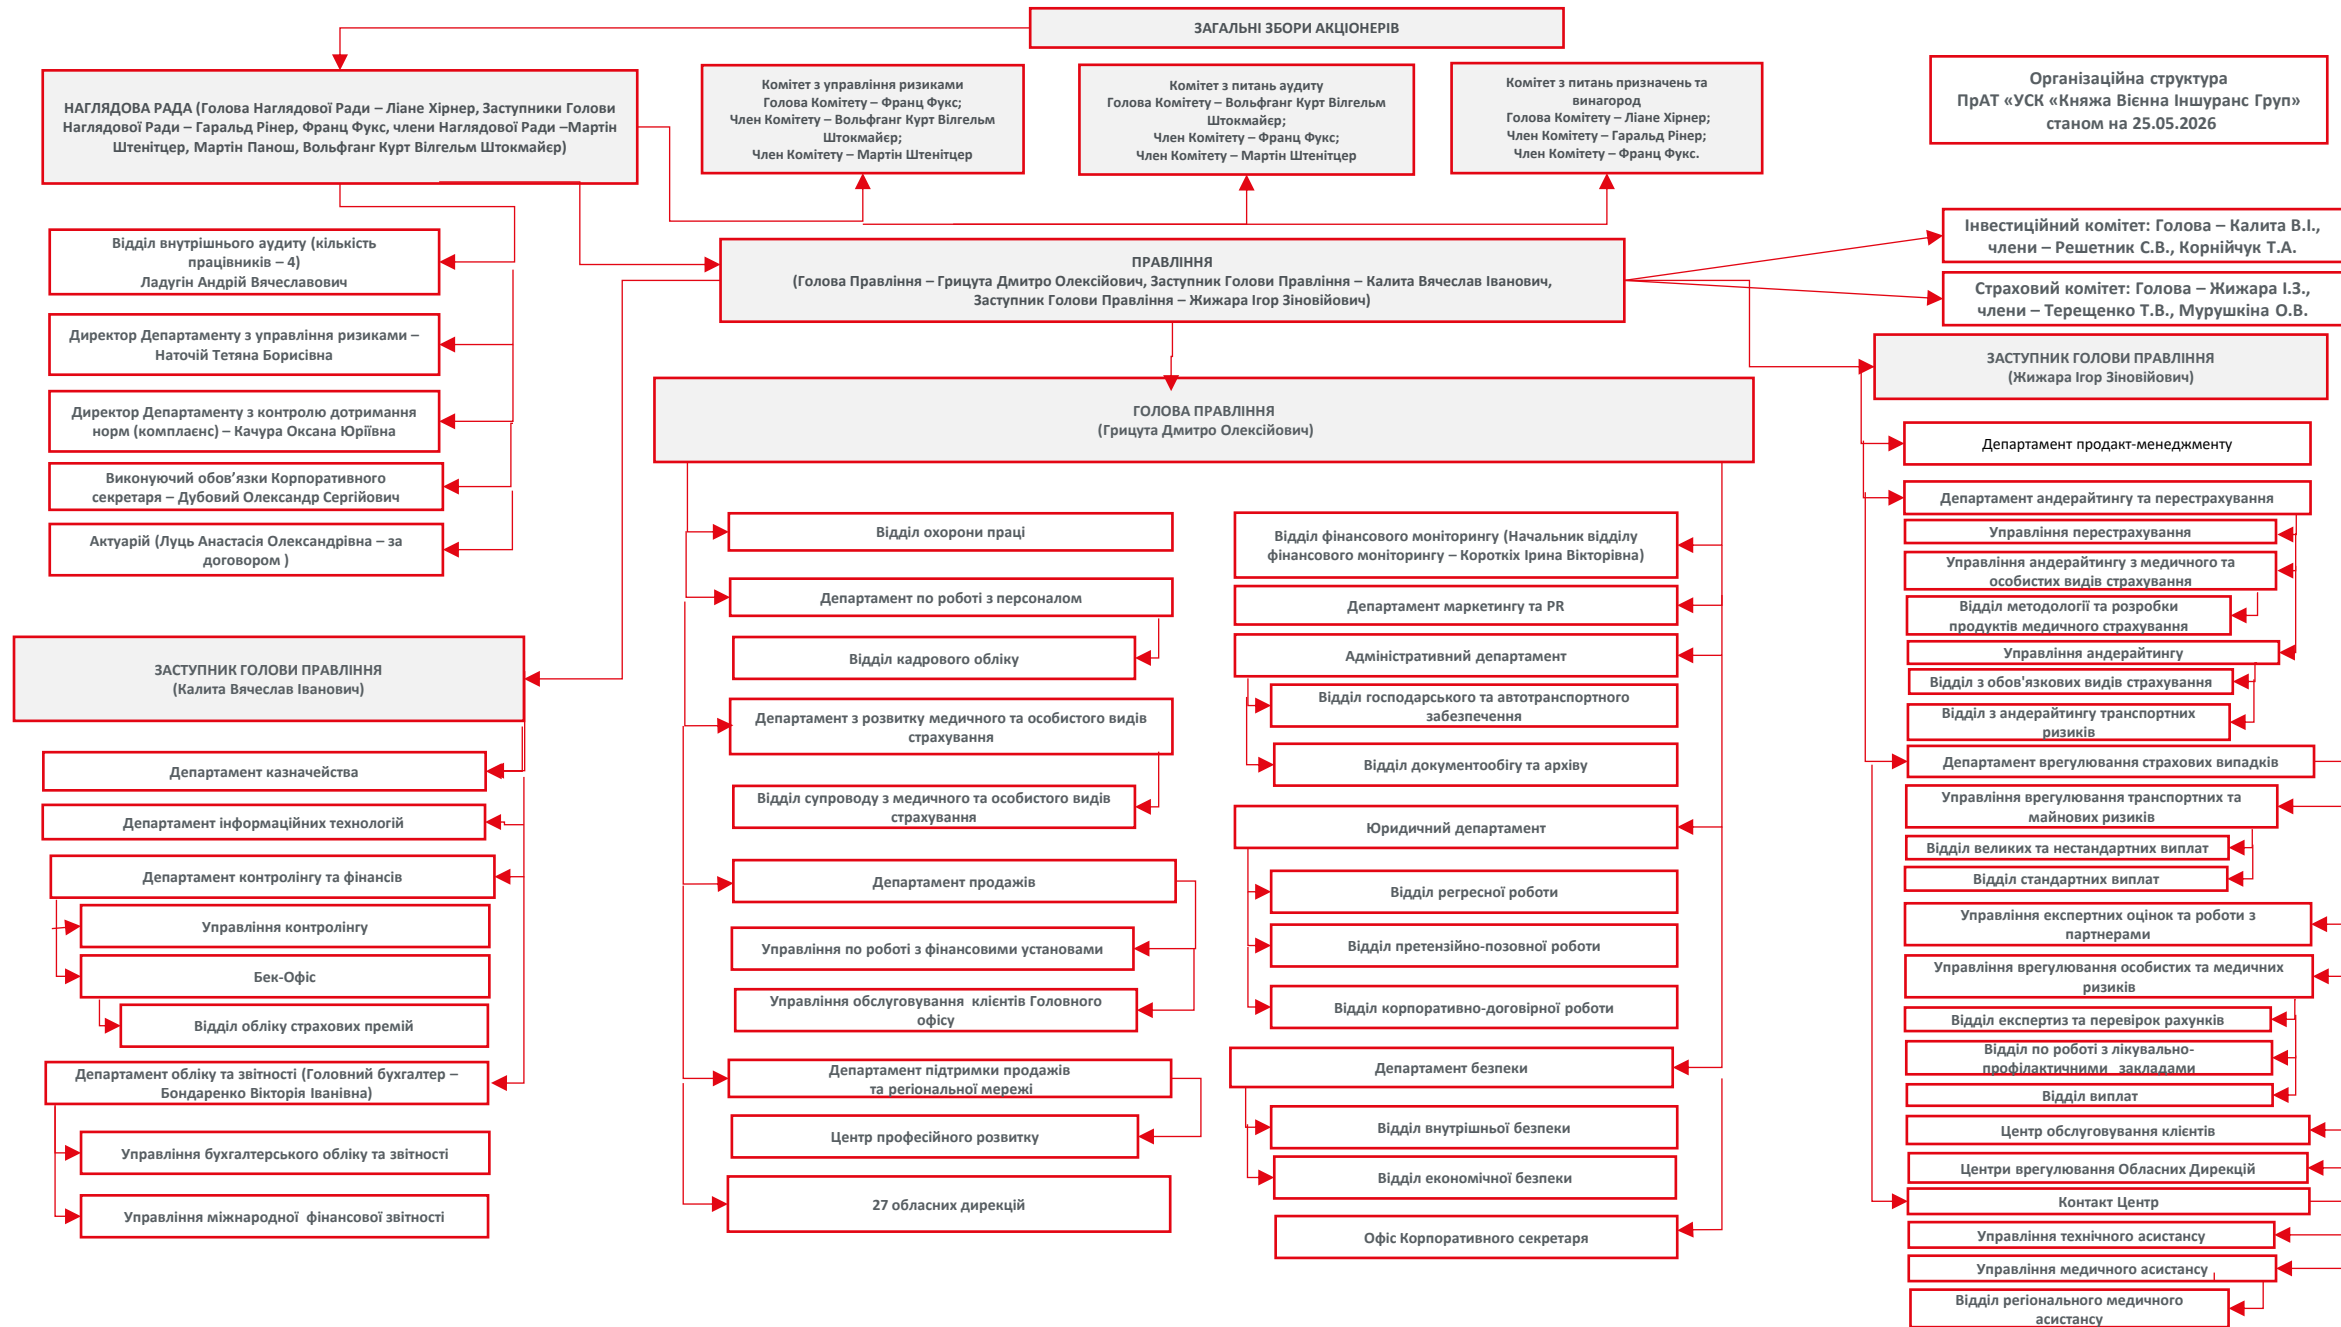 ЗАГАЛЬНІ ЗБОРИ АКЦІОНЕРІВ
НАГЛЯДОВА РАДА (Голова Наглядової Ради – Ліане Хірнер, Заступники Голови
Наглядової Ради – Гаральд Рінер, Франц Фукс, члени Наглядової Ради –Мартін
Штенітцер, Мартін Панош, Вольфганг Курт Вілгельм Штокмайєр)
Комітет з управління ризиками
Голова Комітету – Франц Фукс;
Член Комітету – Вольфганг Курт Вілгельм
Штокмайєр;
Член Комітету – Мартін Штенітцер
Комітет з питань аудиту
Голова Комітету – Вольфганг Курт Вілгельм
Штокмайєр;
Член Комітету – Франц Фукс;
Член Комітету – Мартін Штенітцер
Комітет з питань призначень та
винагород
Голова Комітету – Ліане Хірнер;
Член Комітету – Гаральд Рінер;
Член Комітету – Франц Фукс.
Організаційна структура
ПрАТ «УСК «Княжа Вієнна Іншуранс Груп»
станом на 25.05.2026
Відділ внутрішнього аудиту (кількість
працівників – 4)
Ладугін Андрій Вячеславович
Директор Департаменту з управління ризиками –
Наточій Тетяна Борисівна
Директор Департаменту з контролю дотримання
норм (комплаєнс) – Качура Оксана Юріївна
Виконуючий обов’язки Корпоративного
секретаря – Дубовий Олександр Сергійович
Актуарій (Луць Анастасія Олександрівна – за
договором )
ПРАВЛІННЯ
(Голова Правління – Грицута Дмитро Олексійович, Заступник Голови Правління – Калита Вячеслав Іванович,
Заступник Голови Правління – Жижара Ігор Зіновійович)
Інвестиційний комітет: Голова – Калита В.І.,
члени – Решетник С.В., Корнійчук Т.А.
Страховий комітет: Голова – Жижара І.З.,
члени – Терещенко Т.В., Мурушкіна О.В.
ЗАСТУПНИК ГОЛОВИ ПРАВЛІННЯ
(Калита Вячеслав Іванович)
Департамент казначейства
Департамент інформаційних технологій
Департамент контролінгу та фінансів
Управління контролінгу
Бек-Офіс
Відділ обліку страхових премій
Департамент обліку та звітності (Головний бухгалтер –
Бондаренко Вікторія Іванівна)
Управління бухгалтерського обліку та звітності
Управління міжнародної фінансової звітності
ГОЛОВА ПРАВЛІННЯ
(Грицута Дмитро Олексійович)
Відділ охорони праці
Департамент по роботі з персоналом
Відділ кадрового обліку
Департамент з розвитку медичного та особистого видів
страхування
Відділ супроводу з медичного та особистого видів
страхування
Департамент продажів
Управління по роботі з фінансовими установами
Управління обслуговування клієнтів Головного
офісу
Департамент підтримки продажів
та регіональної мережі
Центр професійного розвитку
27 обласних дирекцій
Відділ фінансового моніторингу (Начальник відділу
фінансового моніторингу – Коротких Ірина Вікторівна)
Департамент маркетингу та PR
Адміністративний департамент
Відділ господарського та автотранспортного
забезпечення
Відділ документообігу та архіву
Юридичний департамент
Відділ регресної роботи
Відділ претензійно-позовної роботи
Відділ корпоративно-договірної роботи
Департамент безпеки
Відділ внутрішньої безпеки
Відділ економічної безпеки
Офіс Корпоративного секретаря
ЗАСТУПНИК ГОЛОВИ ПРАВЛІННЯ
(Жижара Ігор Зіновійович)
Департамент продакт-менеджменту
Департамент андерайтингу та перестрахування
Управління перестрахування
Управління андерайтингу з медичного та
особистих видів страхування
Відділ методології та розробки
продуктів медичного страхування
Управління андерайтингу
Відділ з обов'язкових видів страхування
Відділ з андерайтингу транспортних
ризиків
Департамент врегулювання страхових випадків
Управління врегулювання транспортних та
майнових ризиків
Відділ великих та нестандартних виплат
Відділ стандартних виплат
Управління експертних оцінок та роботи з
партнерами
Управління врегулювання особистих та медичних
ризиків
Відділ експертиз та перевірок рахунків
Відділ по роботі з лікувально-
профілактичними закладами
Відділ виплат
Центр обслуговування клієнтів
Центри врегулювання Обласних Дирекцій
Контакт Центр
Управління технічного асистансу
Управління медичного асистансу
Відділ регіонального медичного
асистансу